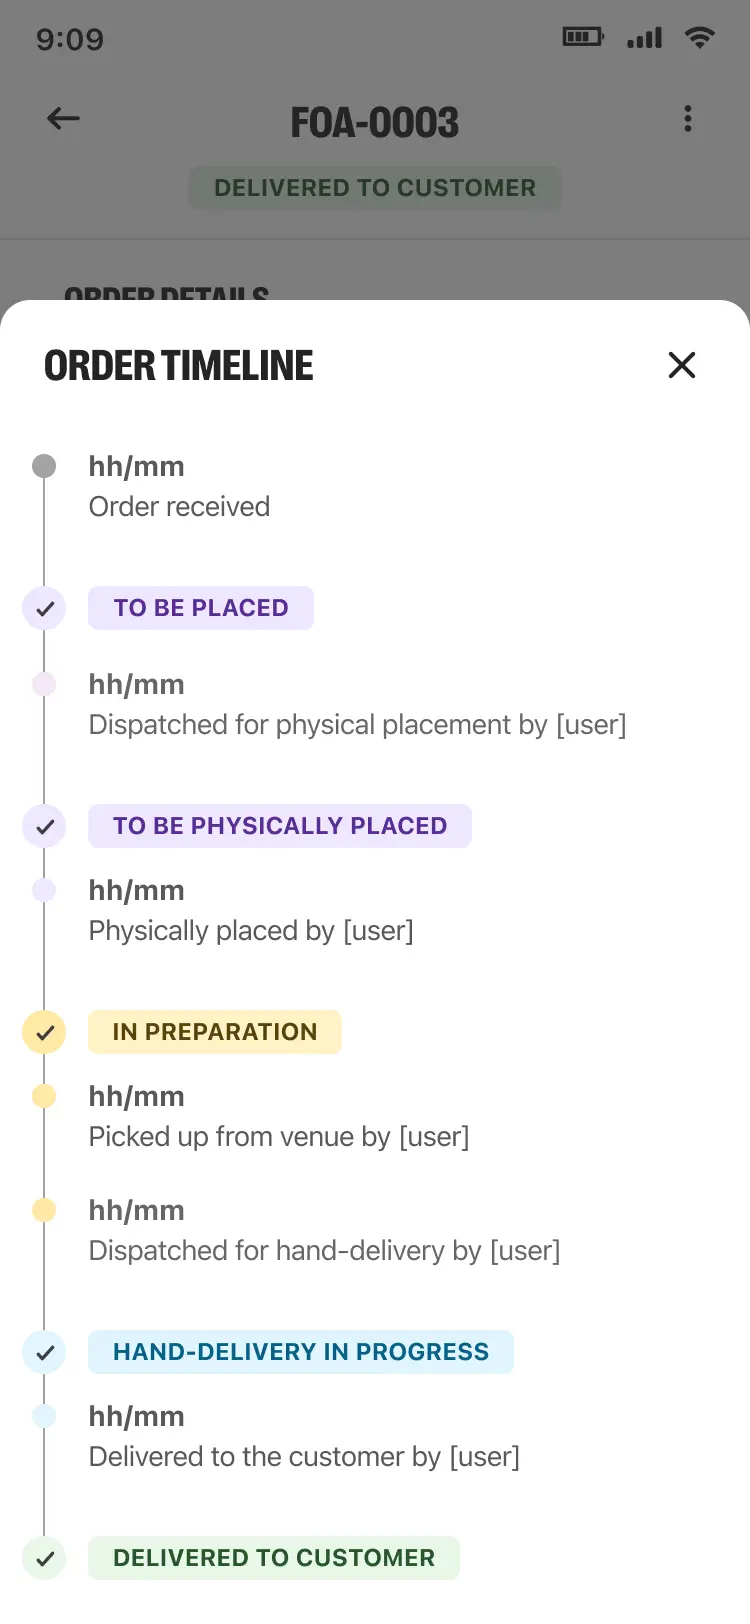 9:09
FOA-0003
DELIVERED TO CUSTOMER
ORDER DETAILS
ORDER TIMELINE
hh/mm
Order received
TO BE PLACED
hh/mm
Dispatched for physical placement by [user]
TO BE PHYSICALLY PLACED
hh/mm
Physically placed by [user]
IN PREPARATION
hh/mm
Picked up from venue by [user]
hh/mm
Dispatched for hand-delivery by [user]
HAND-DELIVERY IN PROGRESS
hh/mm
Delivered to the customer by [user]
DELIVERED TO CUSTOMER